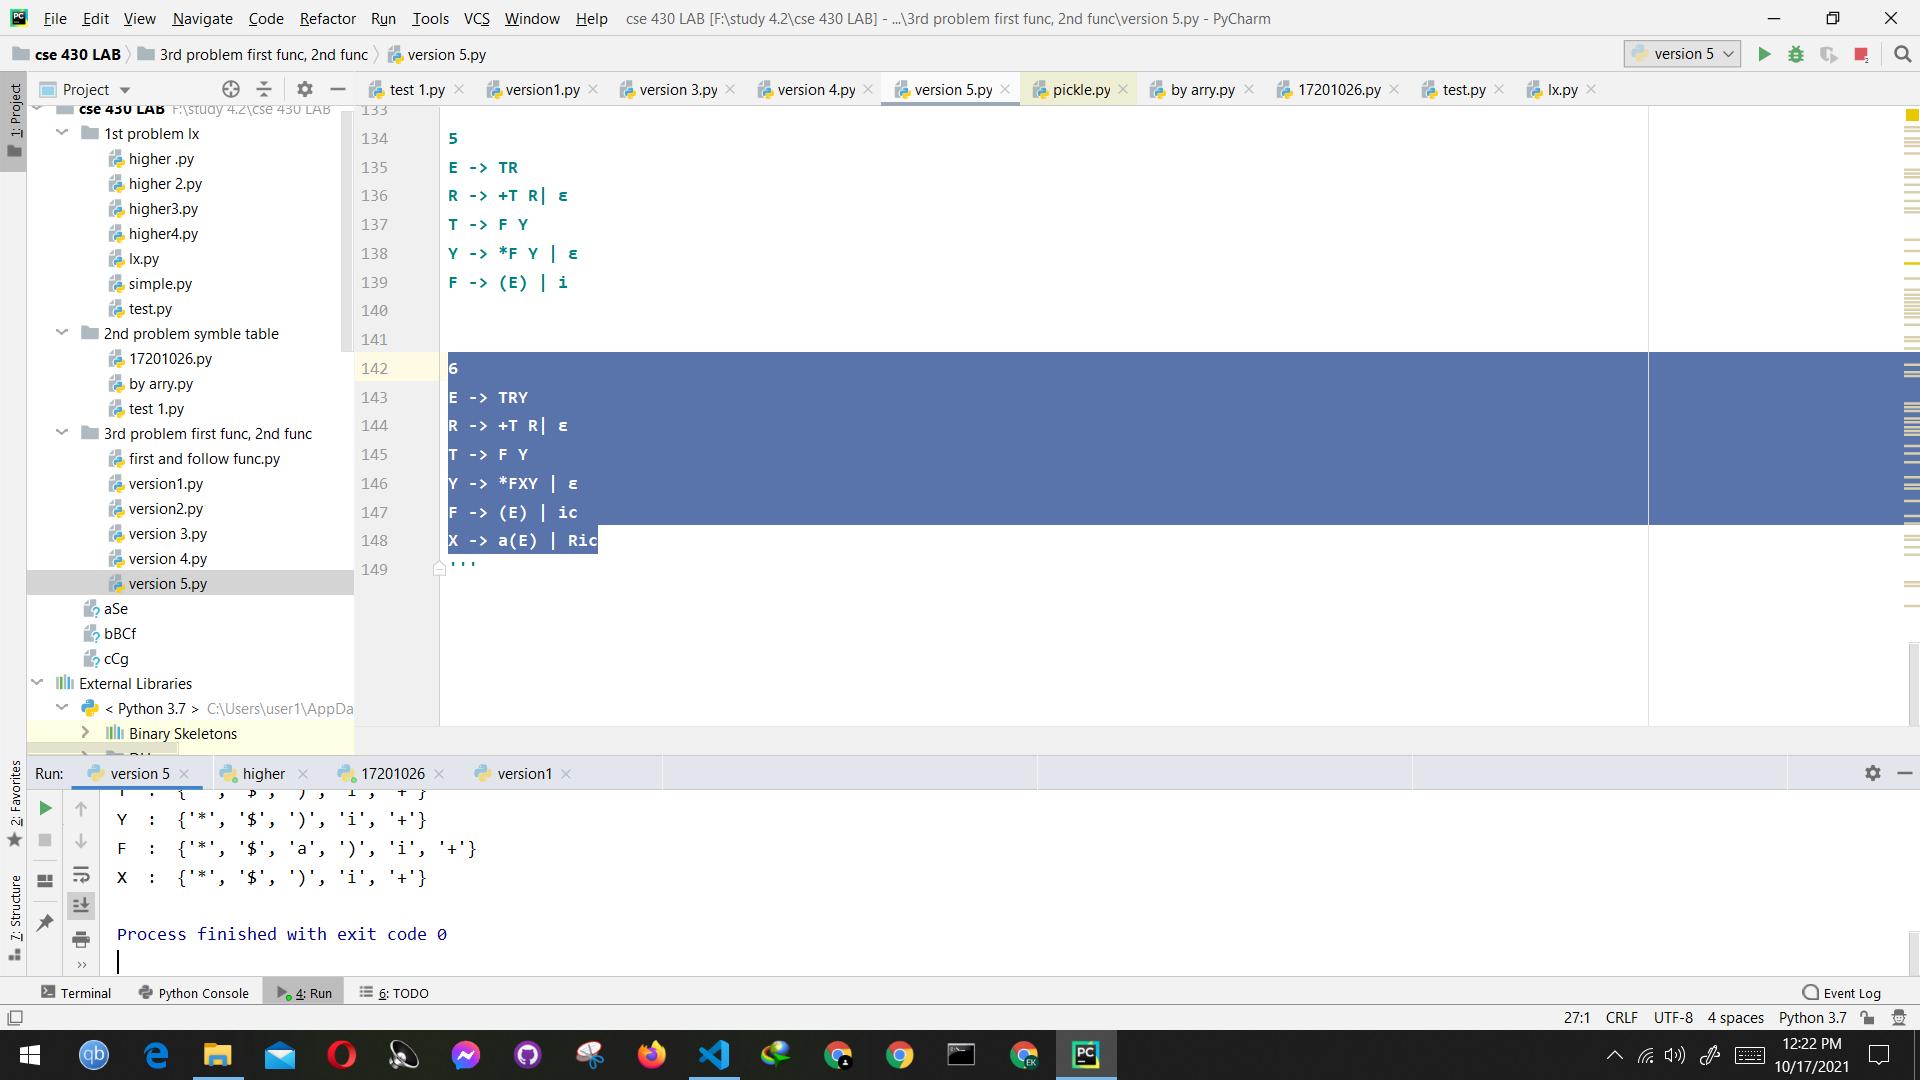 File Edit View Navigate Code Refactor Run Tools VCS Window Help cse 430 LAB [F:\study 4.2\cse 430 LAB] - ...\3rd problem first func, 2nd func\version 5.py - PyCharm
cse 430 LAB 3rd problem first func, 2nd func version 5.py version 5
1: Project
Project
test 1.py version1.py version 3.py version 4.py version 5.py pickle.py by arry.py 17201026.py test.py lx.py
cse 430 LAB F:\study 4.2\cse 430 LAB
1st problem lx
higher .py
higher 2.py
higher3.py
higher4.py
lx.py
simple.py
test.py
2nd problem symble table
17201026.py
by arry.py
test 1.py
3rd problem first func, 2nd func
first and follow func.py
version1.py
version2.py
version 3.py
version 4.py
version 5.py
aSe
bBCf
cCg
External Libraries
< Python 3.7 > C:\Users\user1\AppDa
Binary Skeletons
133
134 5
135 E -> TR
136 R -> +T R| ε
137 T -> F Y
138 Y -> *F Y | ε
139 F -> (E) | i
140
141
142 6
143 E -> TRY
144 R -> +T R| ε
145 T -> F Y
146 Y -> *FXY | ε
147 F -> (E) | ic
148 X -> a(E) | Ric
149 '''
2: Favorites
7: Structure
Run: version 5 higher 17201026 version1
Y : {'*', '$', ')', 'i', '+'}
F : {'*', '$', 'a', ')', 'i', '+'}
X : {'*', '$', ')', 'i', '+'}
Process finished with exit code 0
Terminal Python Console 4: Run 6: TODO Event Log
27:1 CRLF UTF-8 4 spaces Python 3.7
12:22 PM
10/17/2021